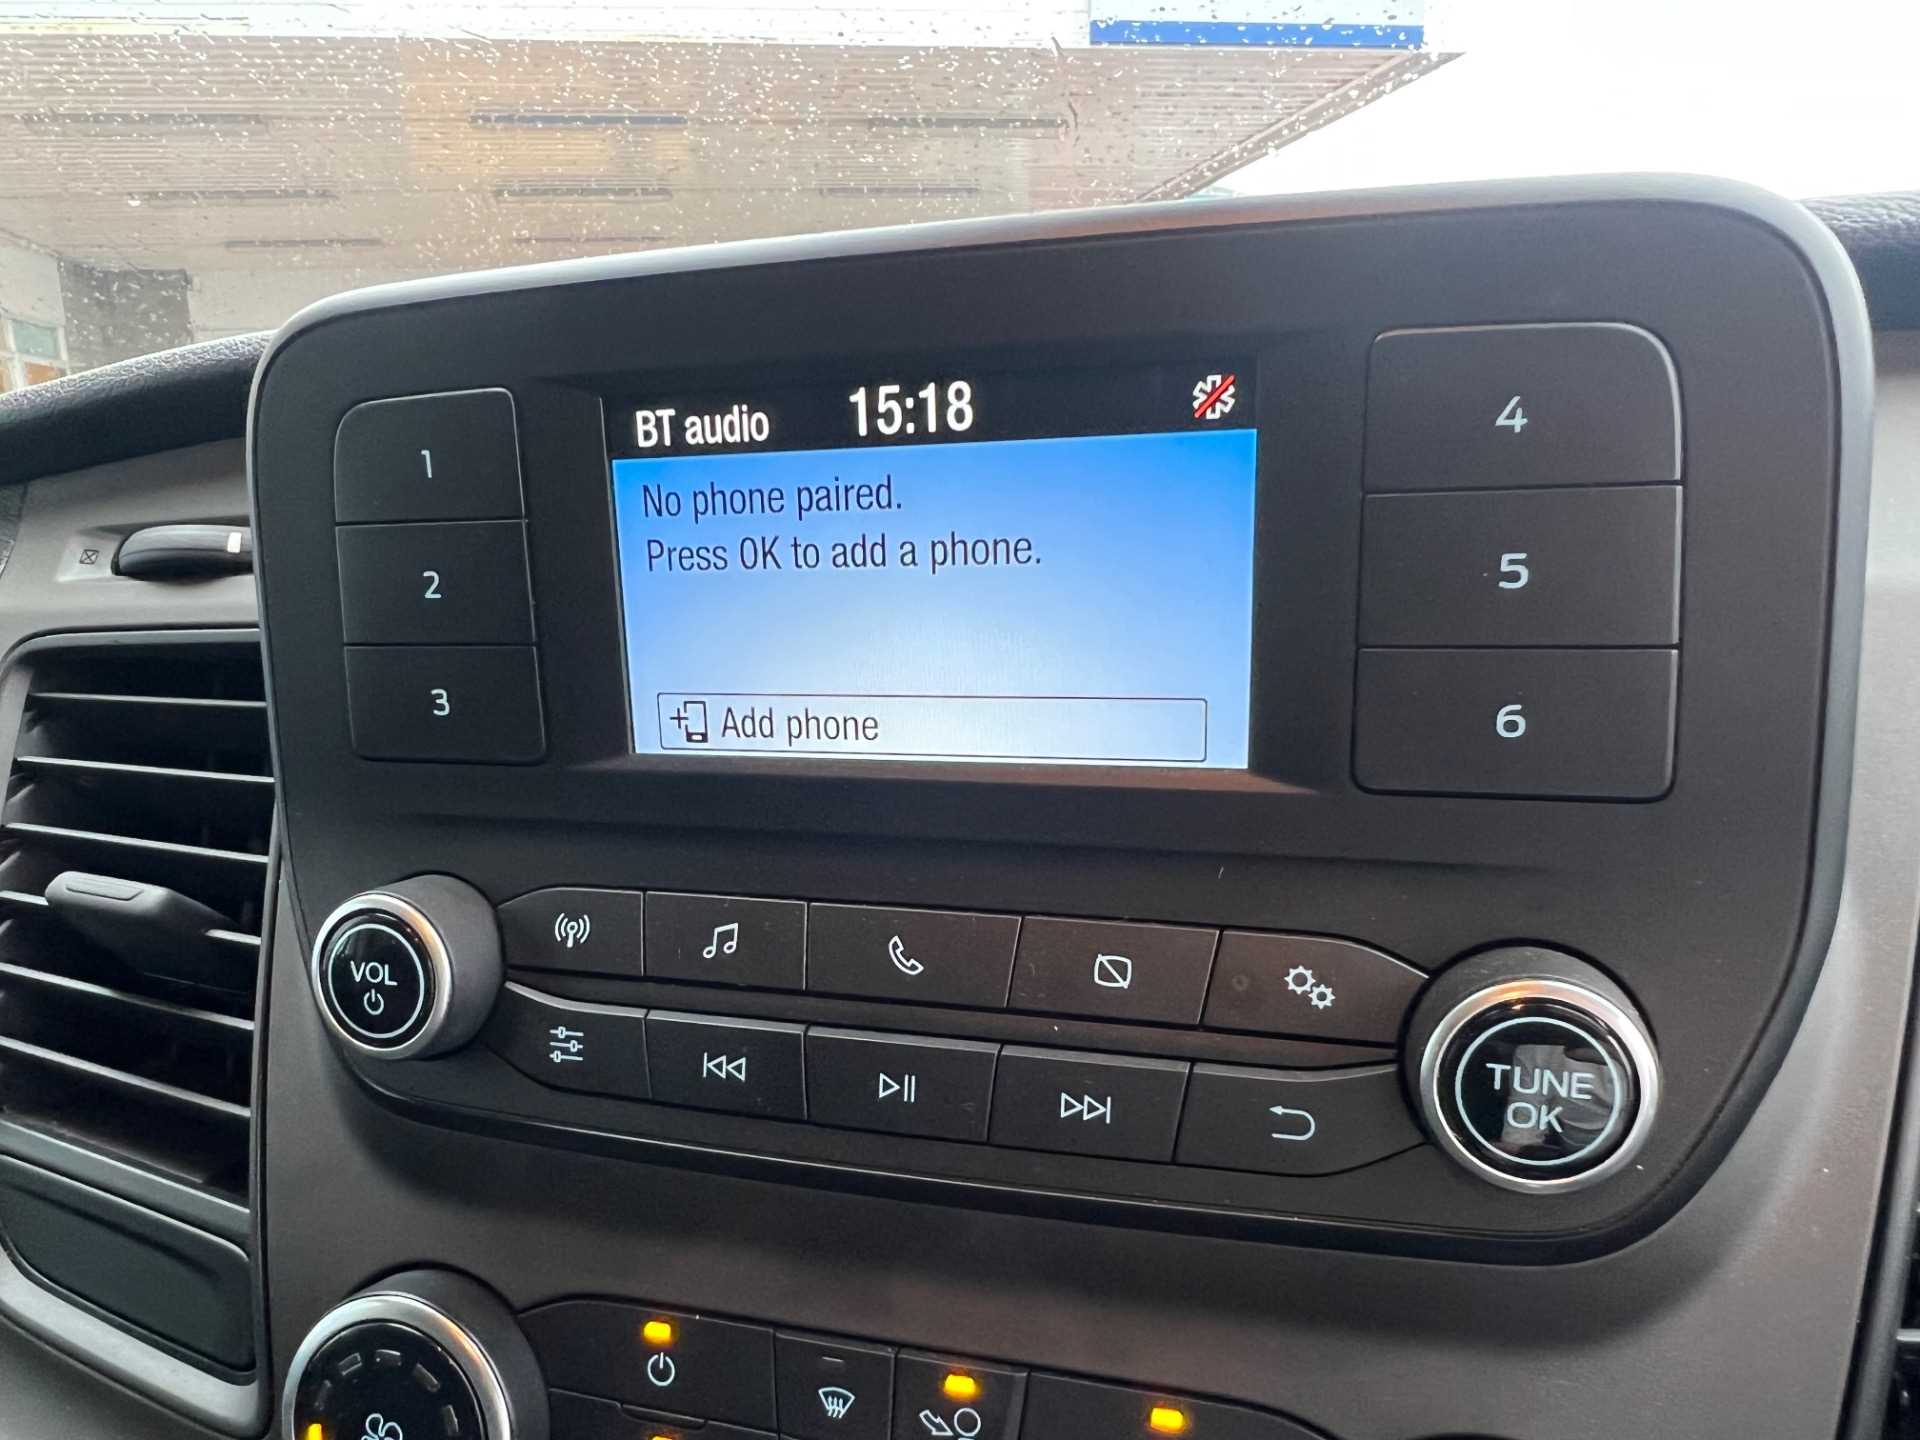 BT audio 15:18
No phone paired.
Press OK to add a phone.
Add phone
1
2
3
4
5
6
VOL
TUNE
OK